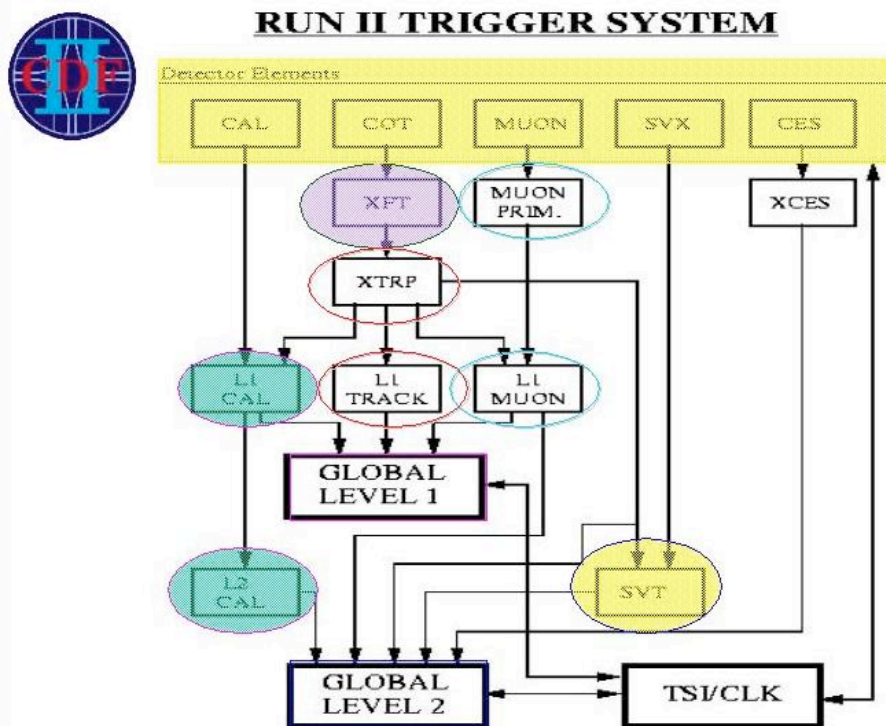 RUN II TRIGGER SYSTEM
II
CDF
Detector Elements
CAL
COT
MUON
SVX
CES
XFT
MUON
PRIM.
XCES
XTRP
L1
CAL
L1
TRACK
L1
MUON
GLOBAL
LEVEL 1
L2
CAL
SVT
GLOBAL
LEVEL 2
TSI/CLK